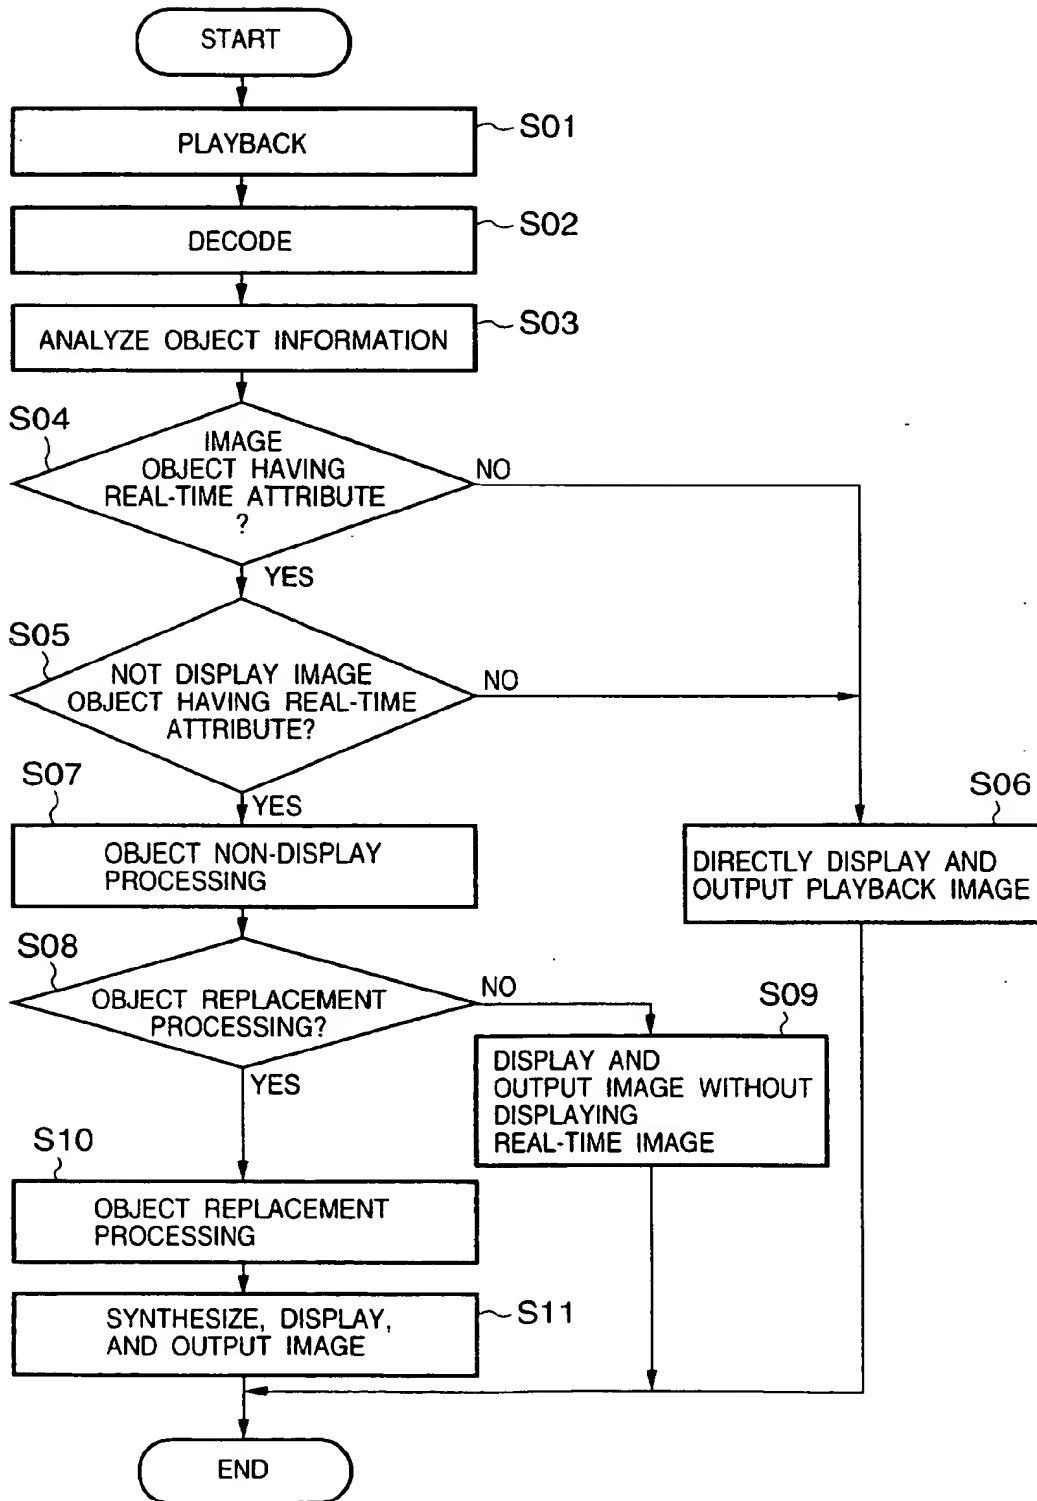 START
PLAYBACK
S01
DECODE
S02
ANALYZE OBJECT INFORMATION
S03
S04
IMAGE
OBJECT HAVING
REAL-TIME ATTRIBUTE
?
NO
YES
S05
NOT DISPLAY IMAGE
OBJECT HAVING REAL-TIME
ATTRIBUTE?
NO
YES
S07
OBJECT NON-DISPLAY
PROCESSING
S06
DIRECTLY DISPLAY AND
OUTPUT PLAYBACK IMAGE
S08
OBJECT REPLACEMENT
PROCESSING?
NO
YES
S09
DISPLAY AND
OUTPUT IMAGE WITHOUT
DISPLAYING
REAL-TIME IMAGE
S10
OBJECT REPLACEMENT
PROCESSING
SYNTHESIZE, DISPLAY,
AND OUTPUT IMAGE
S11
END